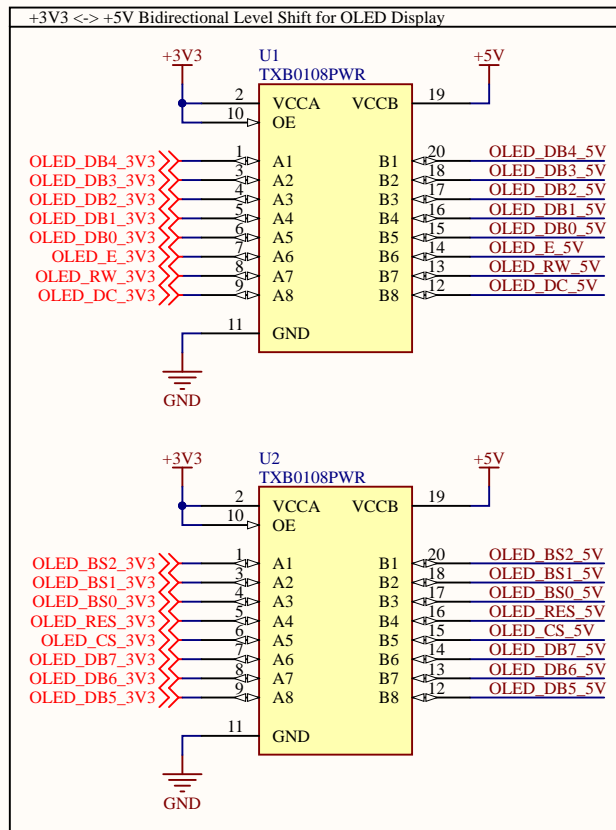 +3V3 <-> +5V Bidirectional Level Shift for OLED Display
+3V3
U1
TXB0108PWR
+5V
2 VCCA VCCB 19
10 OE
OLED_DB4_3V3 1 A1 B1 20 OLED_DB4_5V
OLED_DB3_3V3 3 A2 B2 18 OLED_DB3_5V
OLED_DB2_3V3 4 A3 B3 17 OLED_DB2_5V
OLED_DB1_3V3 5 A4 B4 16 OLED_DB1_5V
OLED_DB0_3V3 6 A5 B5 15 OLED_DB0_5V
OLED_E_3V3 7 A6 B6 14 OLED_E_5V
OLED_RW_3V3 8 A7 B7 13 OLED_RW_5V
OLED_DC_3V3 9 A8 B8 12 OLED_DC_5V
11 GND
GND
+3V3
U2
TXB0108PWR
+5V
2 VCCA VCCB 19
10 OE
OLED_BS2_3V3 1 A1 B1 20 OLED_BS2_5V
OLED_BS1_3V3 3 A2 B2 18 OLED_BS1_5V
OLED_BS0_3V3 4 A3 B3 17 OLED_BS0_5V
OLED_RES_3V3 5 A4 B4 16 OLED_RES_5V
OLED_CS_3V3 6 A5 B5 15 OLED_CS_5V
OLED_DB7_3V3 7 A6 B6 14 OLED_DB7_5V
OLED_DB6_3V3 8 A7 B7 13 OLED_DB6_5V
OLED_DB5_3V3 9 A8 B8 12 OLED_DB5_5V
11 GND
GND